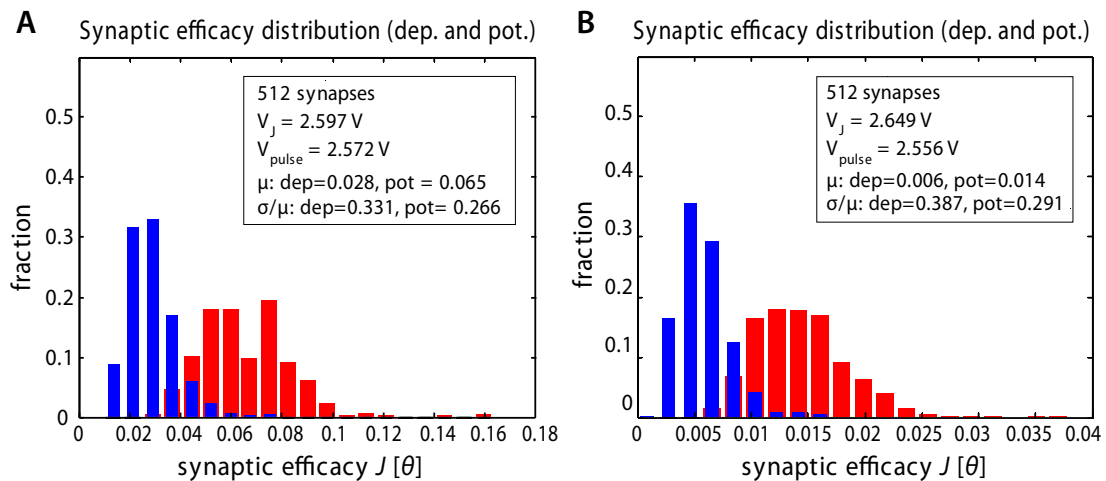 A
Synaptic efficacy distribution (dep. and pot.)
512 synapses
V_J = 2.597 V
V_pulse = 2.572 V
µ: dep=0.028, pot = 0.065
σ/µ: dep=0.331, pot= 0.266
0.5
0.4
0.3
0.2
0.1
0
fraction
0 0.02 0.04 0.06 0.08 0.1 0.12 0.14 0.16 0.18
synaptic efficacy J [θ]
B
Synaptic efficacy distribution (dep. and pot.)
512 synapses
V_J = 2.649 V
V_pulse = 2.556 V
µ: dep=0.006, pot=0.014
σ/µ: dep=0.387, pot=0.291
0.5
0.4
0.3
0.2
0.1
0
fraction
0 0.005 0.01 0.015 0.02 0.025 0.03 0.035 0.04
synaptic efficacy J [θ]